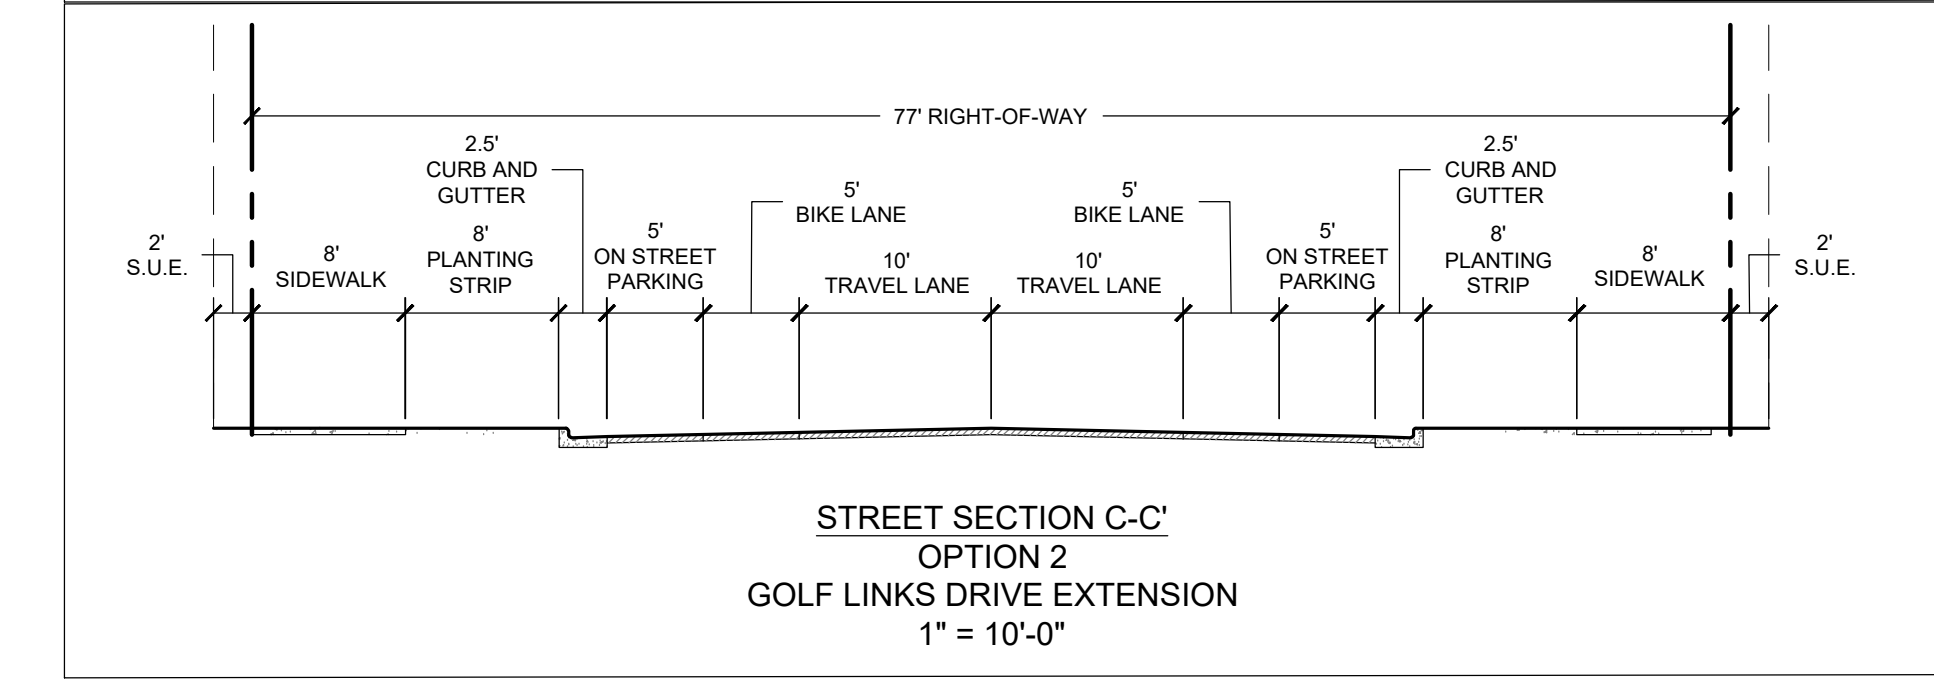 77' RIGHT-OF-WAY
2.5'
CURB AND
GUTTER
2.5'
CURB AND
GUTTER
5'
BIKE LANE
5'
BIKE LANE
2'
S.U.E.
8'
SIDEWALK
8'
PLANTING
STRIP
5'
ON STREET
PARKING
10'
TRAVEL LANE
10'
TRAVEL LANE
5'
ON STREET
PARKING
8'
PLANTING
STRIP
8'
SIDEWALK
2'
S.U.E.
STREET SECTION C-C'
OPTION 2
GOLF LINKS DRIVE EXTENSION
1" = 10'-0"